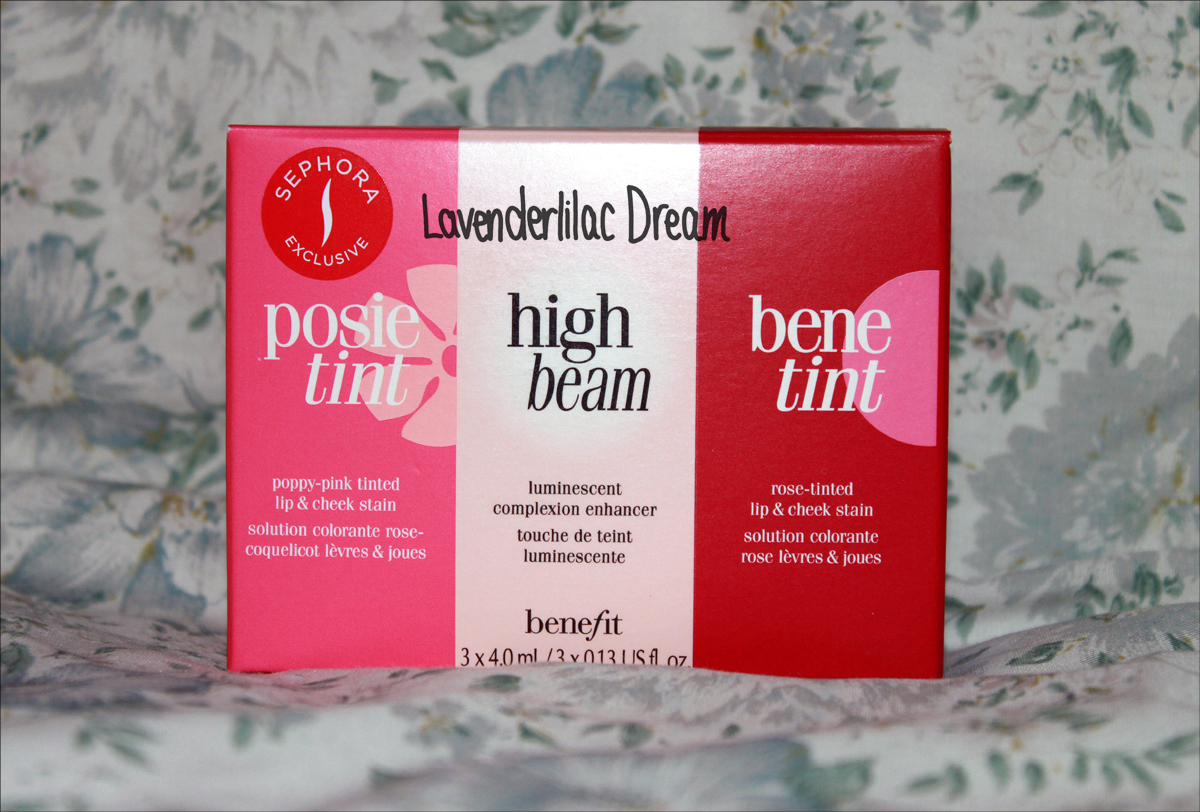 SEPHORA
EXCLUSIVE
Lavenderlilac Dream
posie
tint
poppy-pink tinted
lip & cheek stain
solution colorante rose-
coquelicot lèvres & joues
high
beam
luminescent
complexion enhancer
touche de teint
luminescente
benefit
3 x 4.0 mL / 3 x 0.13 US fl. oz.
bene
tint
rose-tinted
lip & cheek stain
solution colorante
rose lèvres & joues